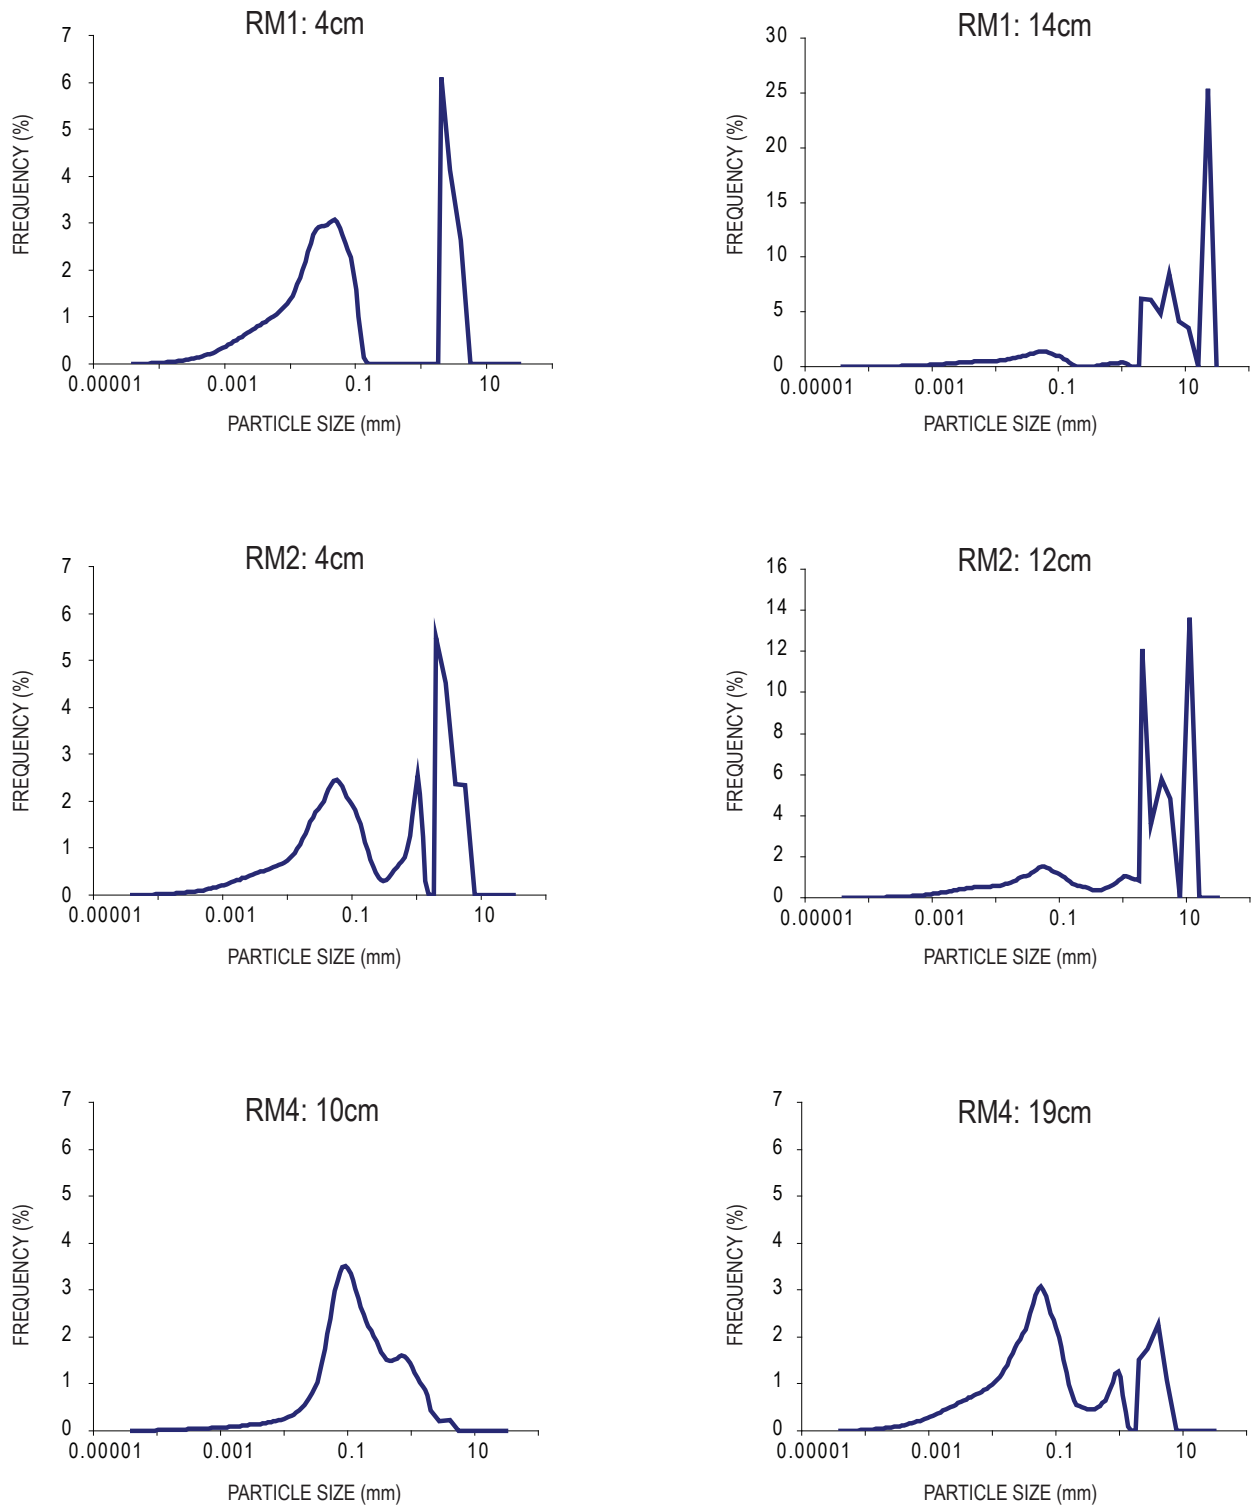 RM1: 4cm
7
6
5
4
3
2
1
0
FREQUENCY (%)
0.00001 0.001 0.1 10
PARTICLE SIZE (mm)
RM1: 14cm
30
25
20
15
10
5
0
FREQUENCY (%)
0.00001 0.001 0.1 10
PARTICLE SIZE (mm)
RM2: 4cm
7
6
5
4
3
2
1
0
FREQUENCY (%)
0.00001 0.001 0.1 10
PARTICLE SIZE (mm)
RM2: 12cm
16
14
12
10
8
6
4
2
0
FREQUENCY (%)
0.00001 0.001 0.1 10
PARTICLE SIZE (mm)
RM4: 10cm
7
6
5
4
3
2
1
0
FREQUENCY (%)
0.00001 0.001 0.1 10
PARTICLE SIZE (mm)
RM4: 19cm
7
6
5
4
3
2
1
0
FREQUENCY (%)
0.00001 0.001 0.1 10
PARTICLE SIZE (mm)